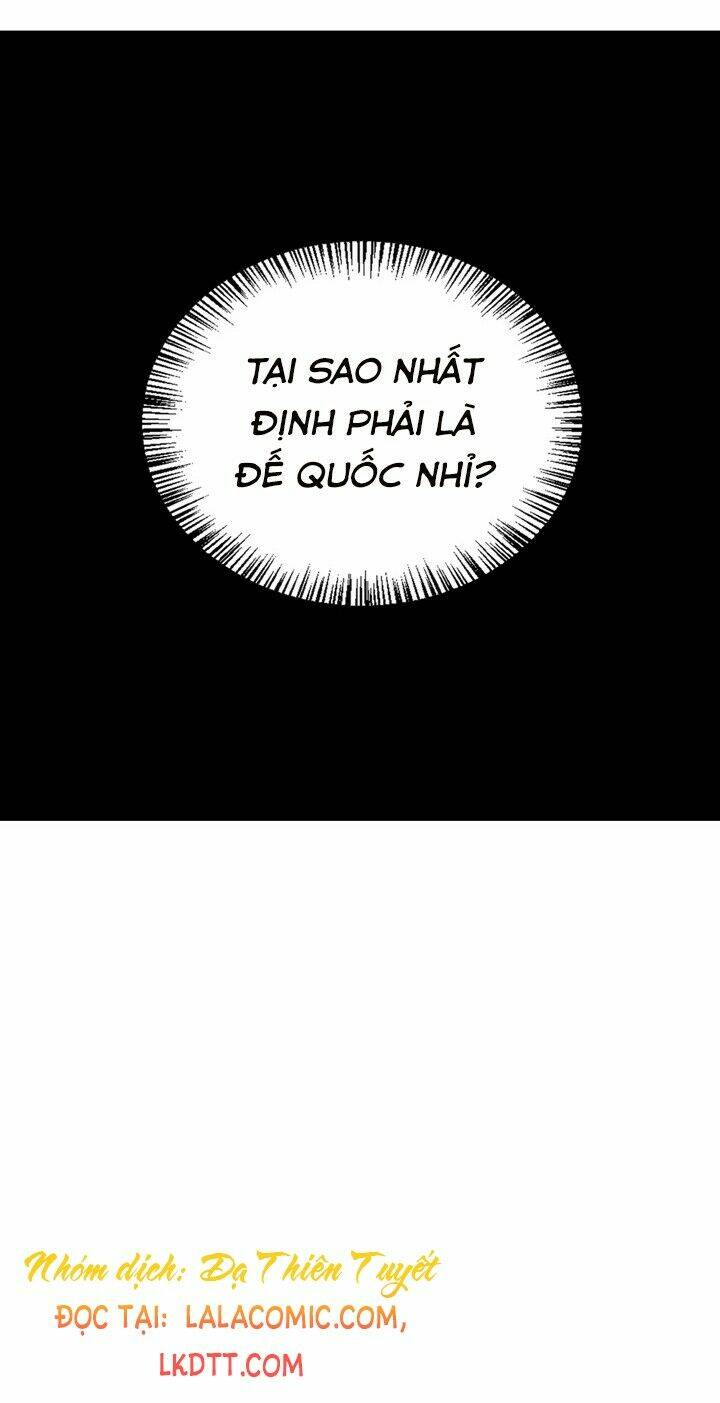 TẠI SAO NHẤT
ĐỊNH PHẢI LÀ
ĐẾ QUỐC NHỈ?
Nhóm dịch: Dạ Thiên Tuyết
ĐỌC TẠI: LALACOMIC.COM,
LKDTT.COM